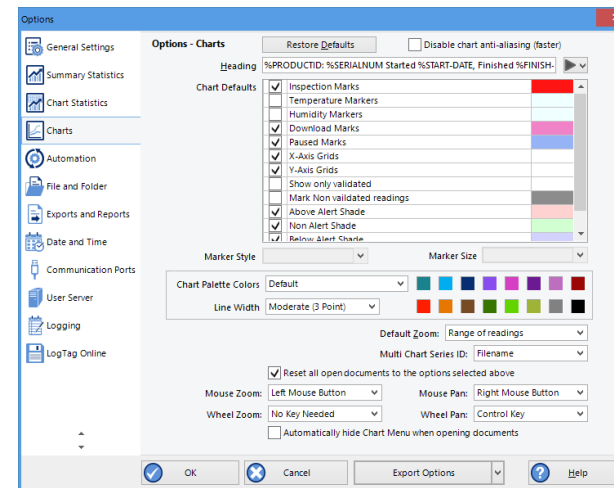 Options
General Settings
Summary Statistics
Chart Statistics
Charts
Automation
File and Folder
Exports and Reports
Date and Time
Communication Ports
User Server
Logging
LogTag Online
Options - Charts
Restore Defaults
Disable chart anti-aliasing (faster)
Heading %PRODUCTID: %SERIALNUM Started %START-DATE, Finished %FINISH-
Chart Defaults
Inspection Marks
Temperature Markers
Humidity Markers
Download Marks
Paused Marks
X-Axis Grids
Y-Axis Grids
Show only validated
Mark Non vaildated readings
Above Alert Shade
Non Alert Shade
Below Alert Shade
Marker Style Marker Size
Chart Palette Colors Default
Line Width Moderate (3 Point)
Default Zoom: Range of readings
Multi Chart Series ID: Filename
Reset all open documents to the options selected above
Mouse Zoom: Left Mouse Button Mouse Pan: Right Mouse Button
Wheel Zoom: No Key Needed Wheel Pan: Control Key
Automatically hide Chart Menu when opening documents
OK Cancel Export Options Help